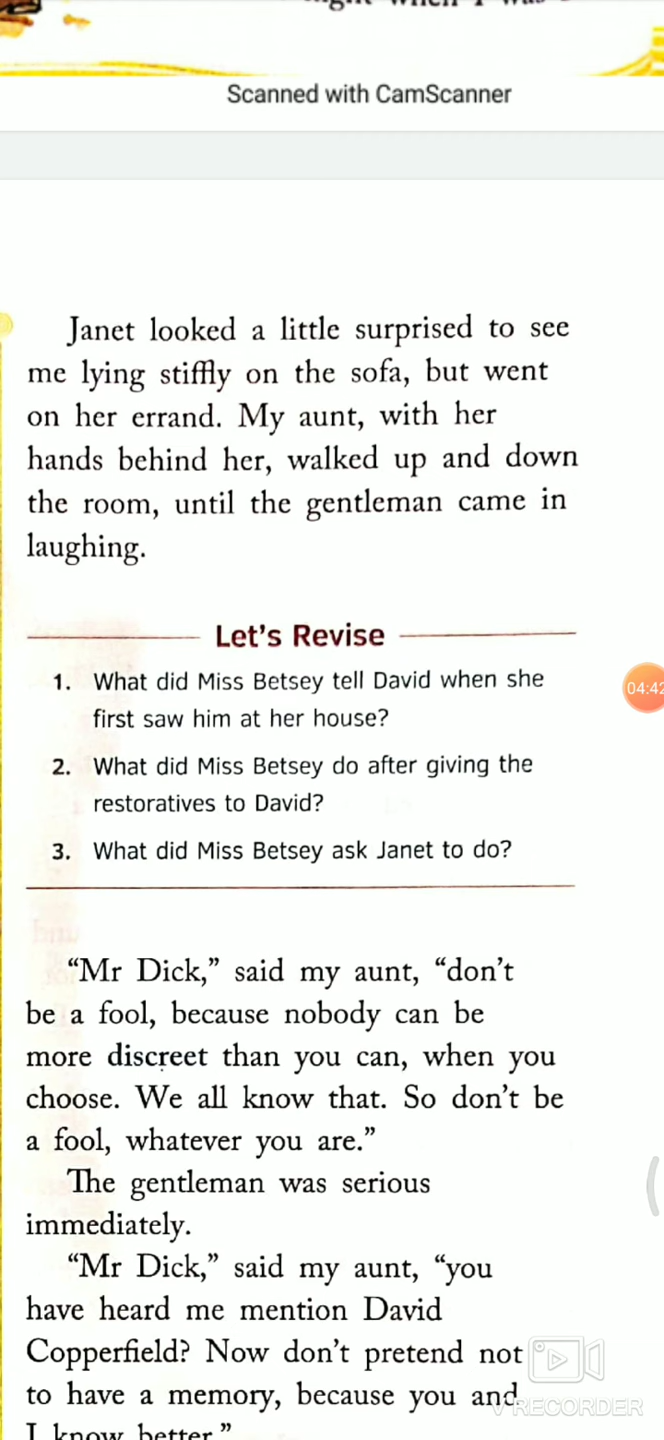 Scanned with CamScanner
Janet looked a little surprised to see
me lying stiffly on the sofa, but went
on her errand. My aunt, with her
hands behind her, walked up and down
the room, until the gentleman came in
laughing.
Let's Revise
1. What did Miss Betsey tell David when she
first saw him at her house?
04:42
2. What did Miss Betsey do after giving the
restoratives to David?
3. What did Miss Betsey ask Janet to do?
“Mr Dick,” said my aunt, “don’t
be a fool, because nobody can be
more discreet than you can, when you
choose. We all know that. So don’t be
a fool, whatever you are.”
The gentleman was serious
immediately.
“Mr Dick,” said my aunt, “you
have heard me mention David
Copperfield? Now don’t pretend not
to have a memory, because you and
I know better.”
V RECORDER